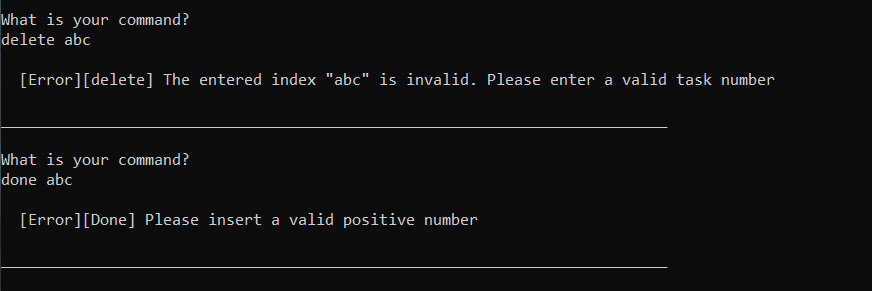 What is your command?
delete abc
[Error][delete] The entered index "abc" is invalid. Please enter a valid task number
What is your command?
done abc
[Error][Done] Please insert a valid positive number